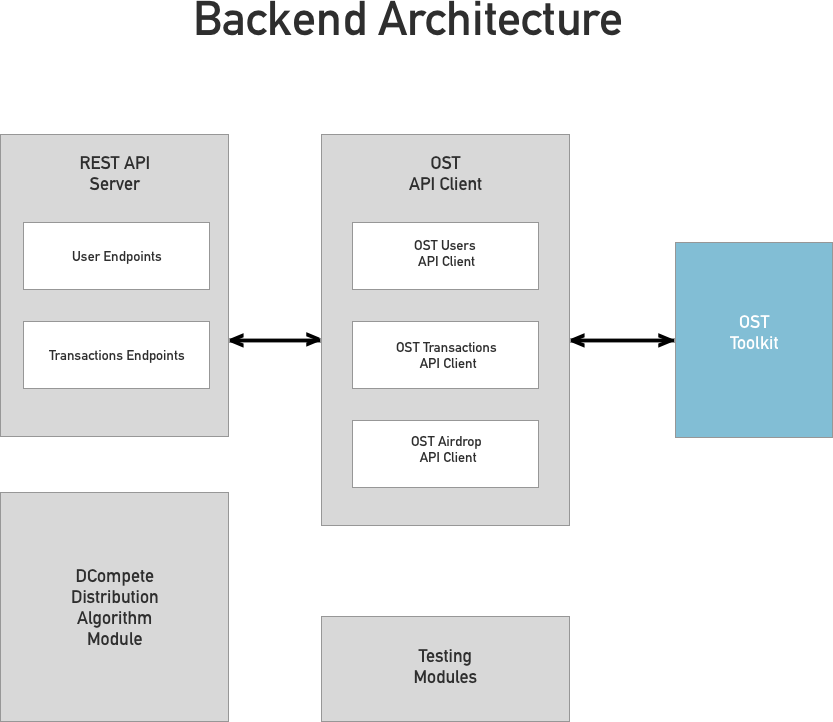 Backend Architecture
REST API
Server
User Endpoints
Transactions Endpoints
OST
API Client
OST Users
API Client
OST Transactions
API Client
OST Airdrop
API Client
OST
Toolkit
DCompete
Distribution
Algorithm
Module
Testing
Modules